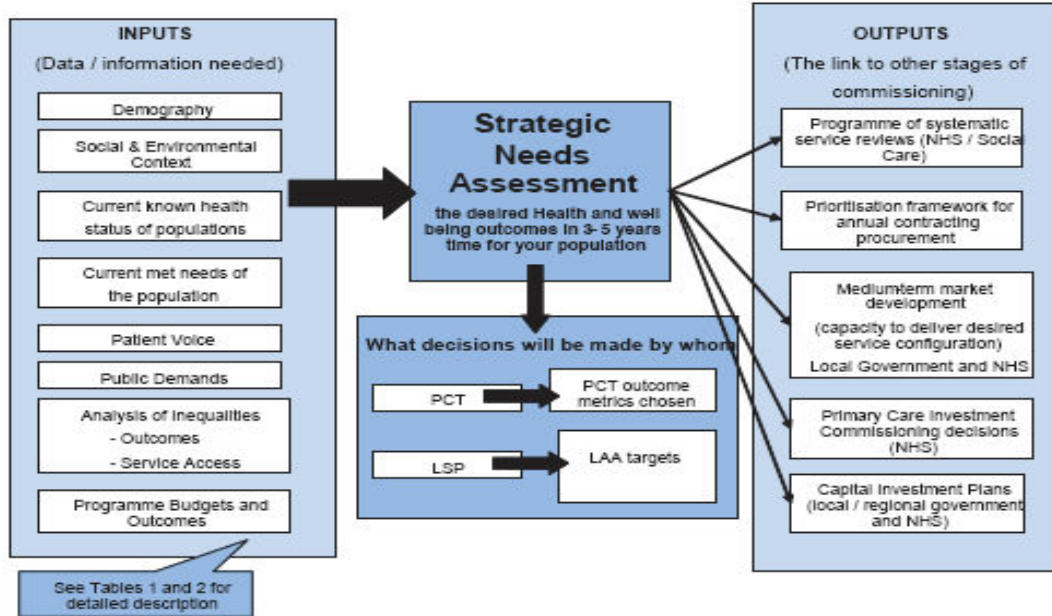 INPUTS
(Data / information needed)
Demography
Social & Environmental
Context
Current known health
status of populations
Current met needs of
the population
Patient Voice
Public Demands
Analysis of Inequalities
- Outcomes
- Service Access
Programme Budgets and
Outcomes
See Tables 1 and 2 for
detailed description
Strategic
Needs
Assessment
the desired Health and well
being outcomes in 3- 5 years
time for your population
What decisions will be made by whom
PCT
PCT outcome
metrics chosen
LSP
LAA targets
OUTPUTS
(The link to other stages of
commissioning)
Programme of systematic
service reviews (NHS / Social
Care)
Prioritisation framework for
annual contracting
procurement
Medium-term market
development
(capacity to deliver desired
service configuration)
Local Government and NHS
Primary Care Investment
Commissioning decisions
(NHS)
Capital Investment Plans
(local / regional government
and NHS)